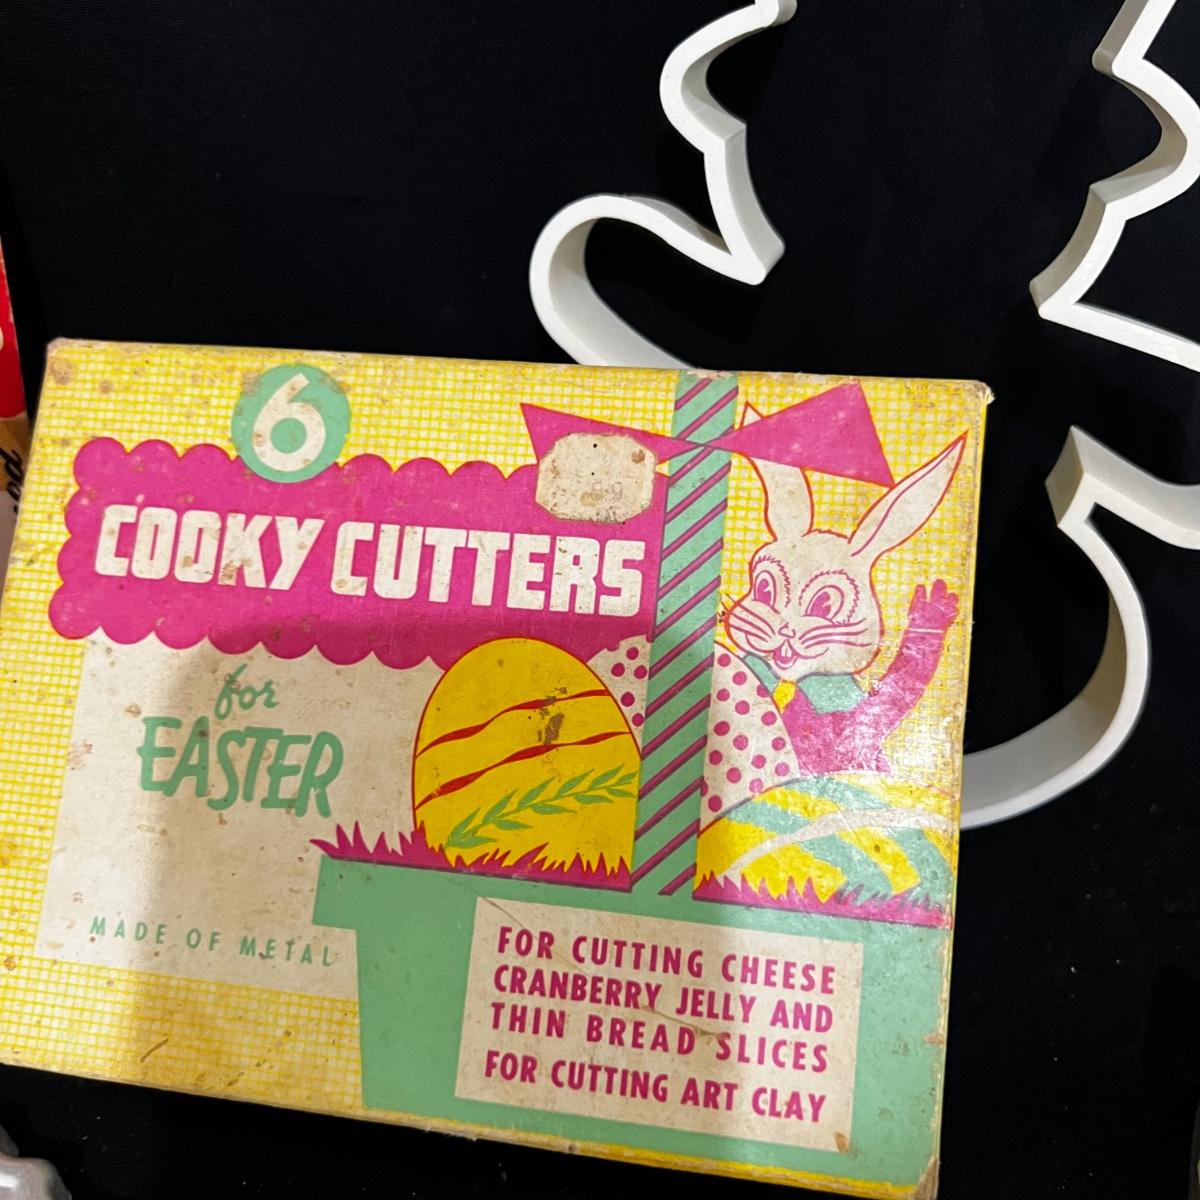 6
COOKY CUTTERS
for
EASTER
MADE OF METAL
FOR CUTTING CHEESE
CRANBERRY JELLY AND
THIN BREAD SLICES
FOR CUTTING ART CLAY